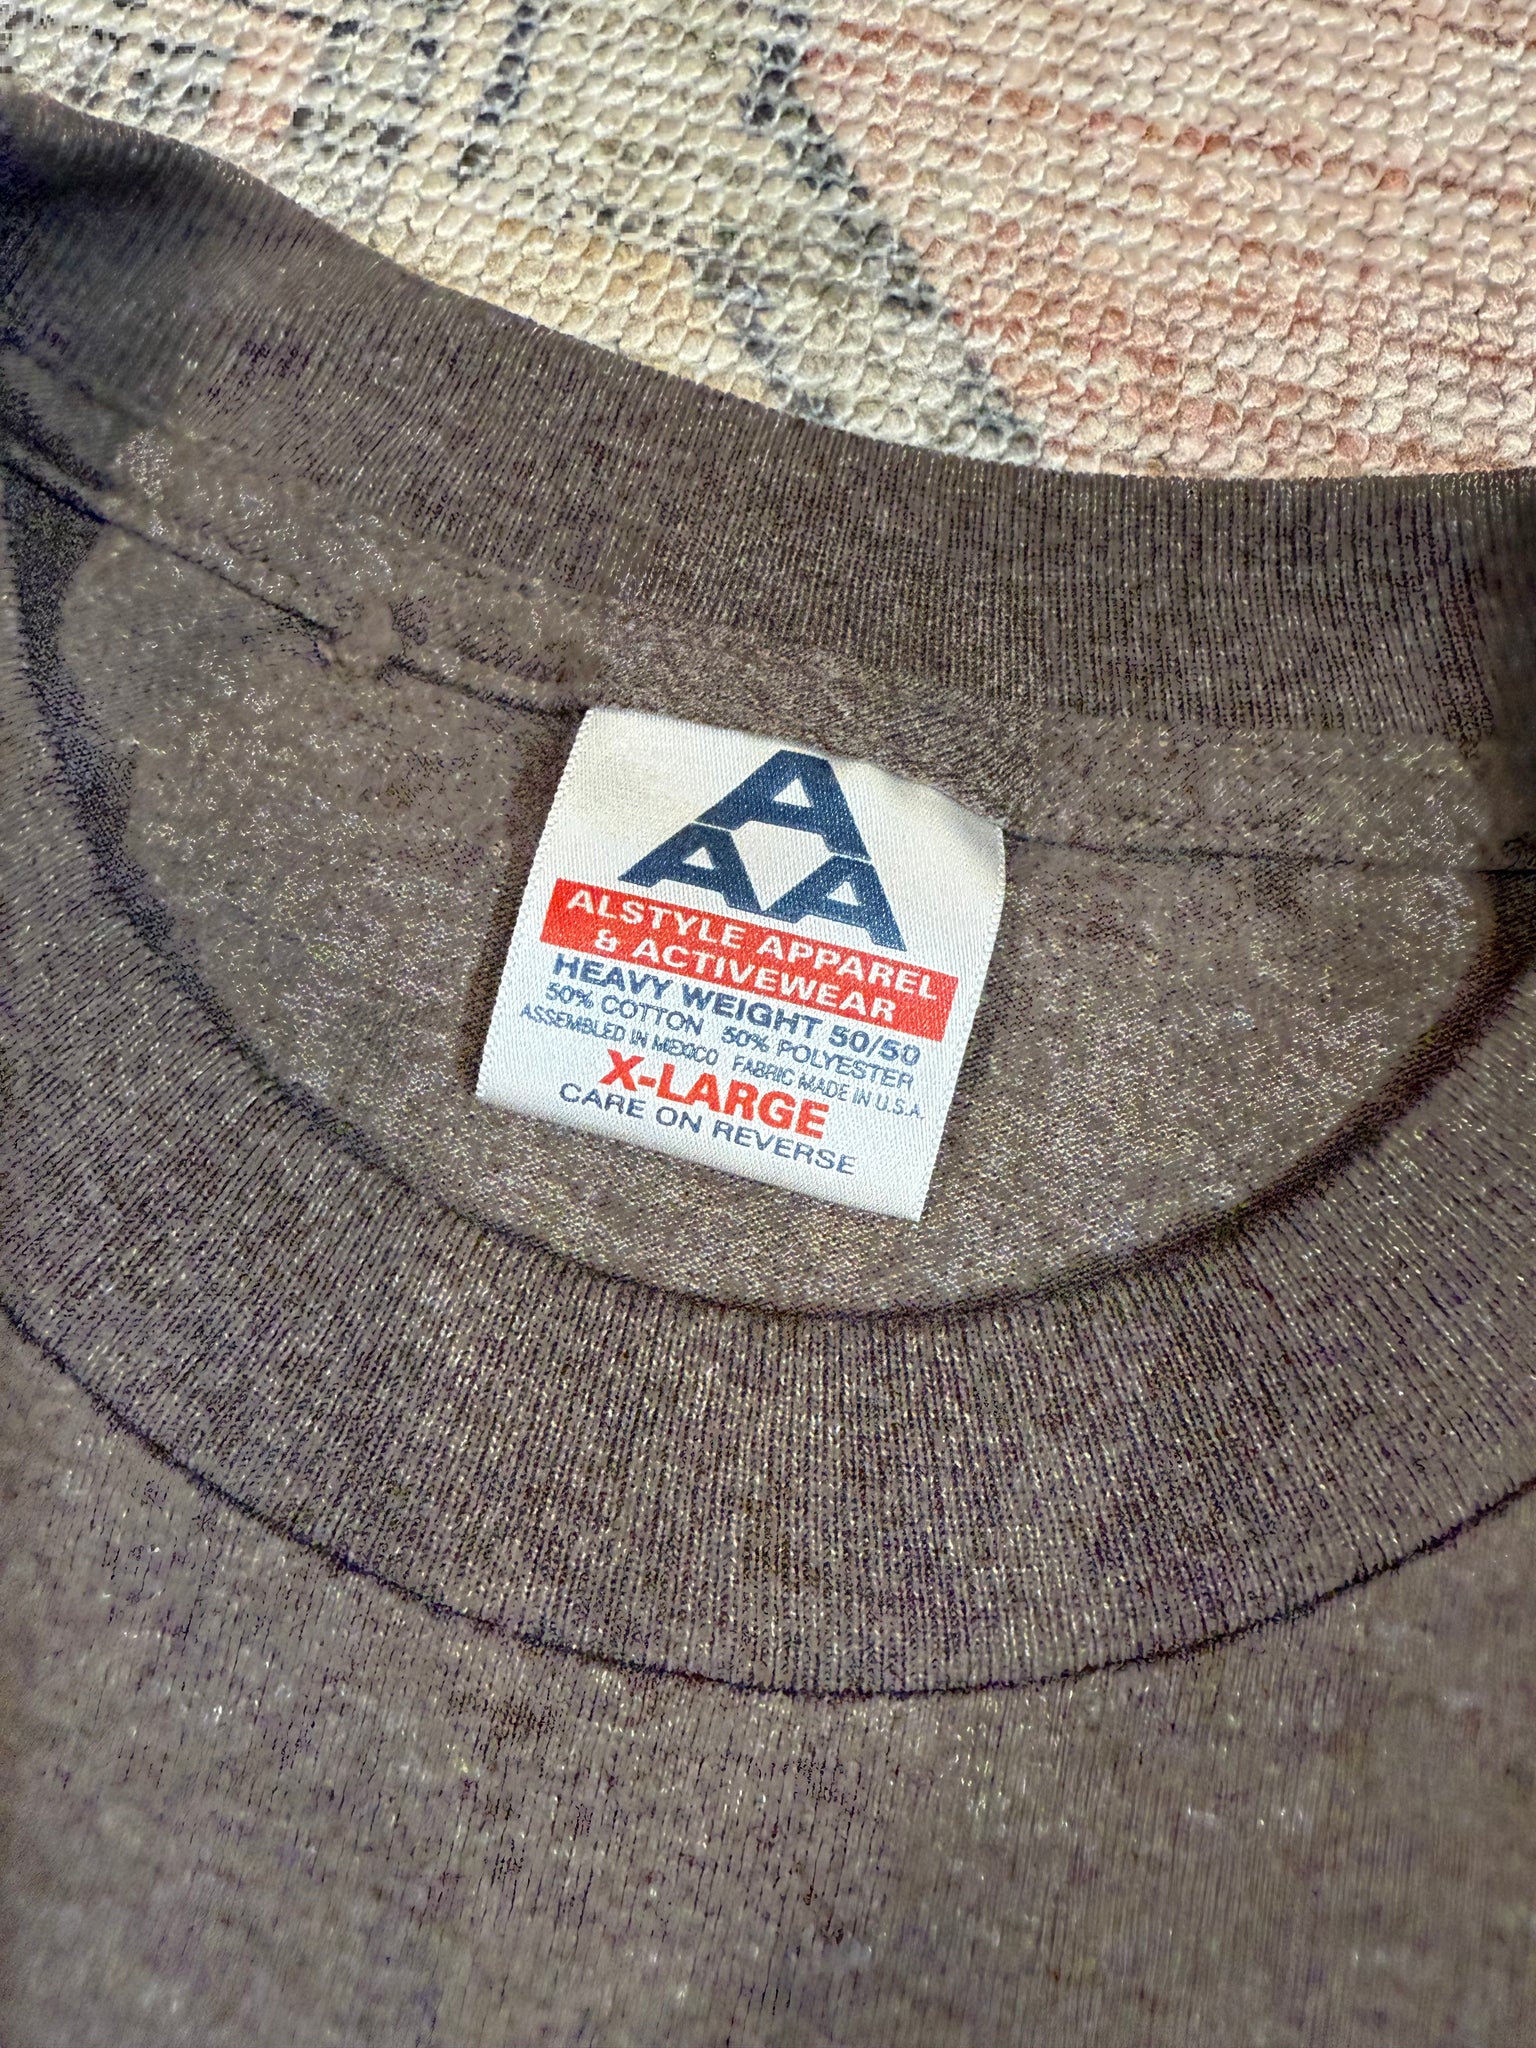 A
A A
ALSTYLE APPAREL
& ACTIVEWEAR
HEAVY WEIGHT 50/50
50% COTTON 50% POLYESTER
ASSEMBLED IN MEXICO FABRIC MADE IN U.S.A.
X-LARGE
CARE ON REVERSE